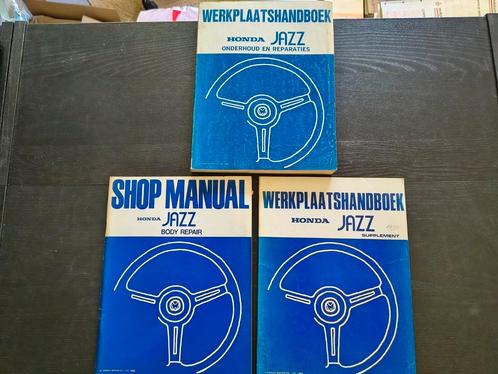 WERKPLAATSHANDBOEK
HONDA JAZZ
ONDERHOUD EN REPARATIES
SHOP MANUAL
HONDA JAZZ
BODY REPAIR
WERKPLAATSHANDBOEK
HONDA JAZZ
SUPPLEMENT